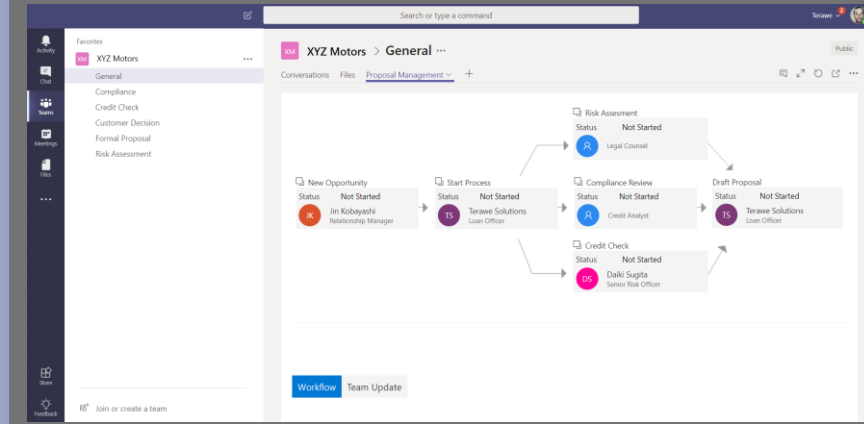 Search or type a command
Terawe
2
Activity
Chat
Teams
Meetings
Files
Store
Feedback
Favorites
XM XYZ Motors ...
General
Compliance
Credit Check
Customer Decision
Formal Proposal
Risk Assessment
Join or create a team
XM XYZ Motors > General ...
Public
Conversations Files Proposal Management +
Risk Assesment
Status Not Started
Legal Counsel
New Opportunity
Status Not Started
JK Jin Kobayashi
Relationship Manager
Start Process
Status Not Started
TS Terawe Solutions
Loan Officer
Compliance Review
Status Not Started
Credit Analyst
Draft Proposal
Status Not Started
TS Terawe Solutions
Loan Officer
Credit Check
Status Not Started
DS Daiki Sugita
Senior Risk Officer
Workflow Team Update